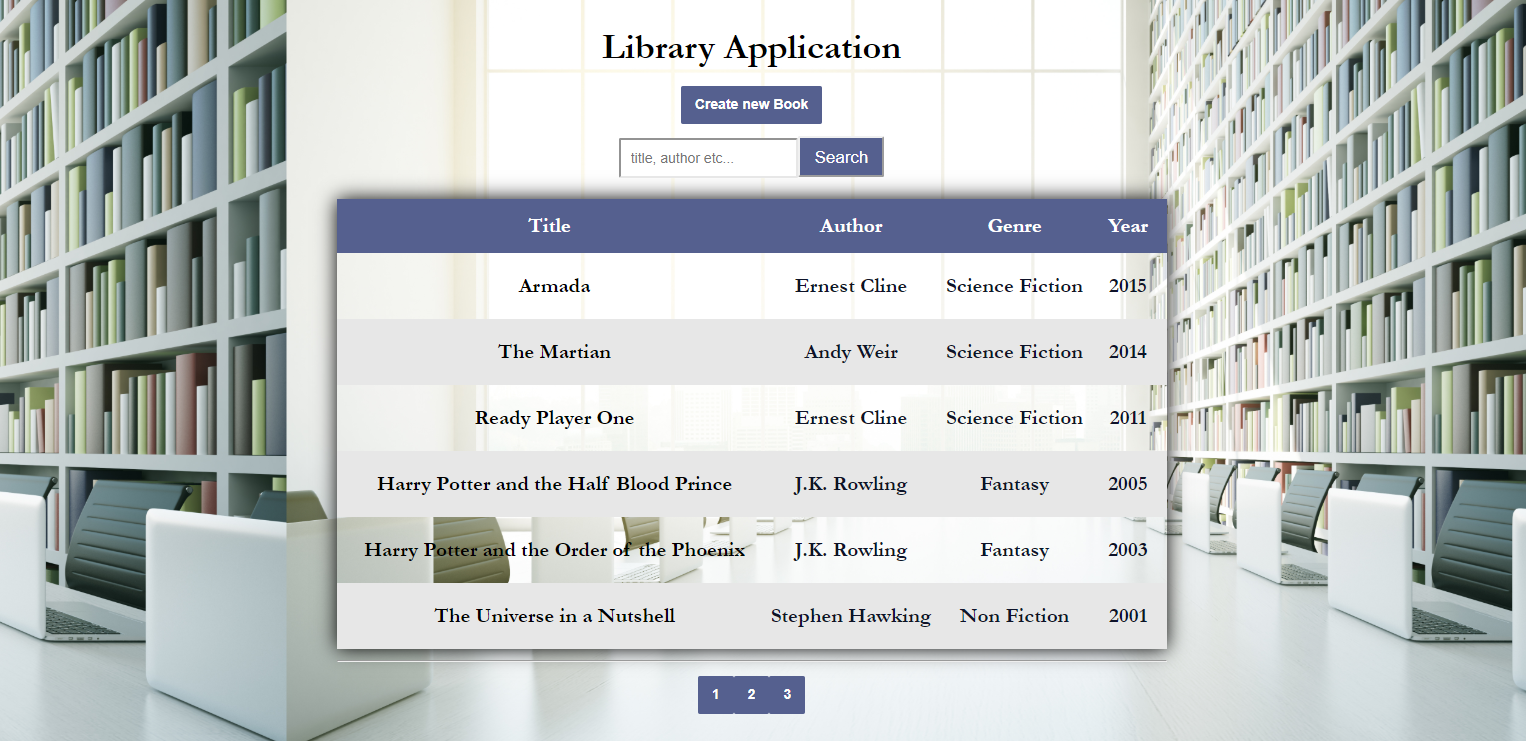 Library Application
Create new Book
title, author etc... Search
Title Author Genre Year
Armada Ernest Cline Science Fiction 2015
The Martian Andy Weir Science Fiction 2014
Ready Player One Ernest Cline Science Fiction 2011
Harry Potter and the Half Blood Prince J.K. Rowling Fantasy 2005
Harry Potter and the Order of the Phoenix J.K. Rowling Fantasy 2003
The Universe in a Nutshell Stephen Hawking Non Fiction 2001
1 2 3